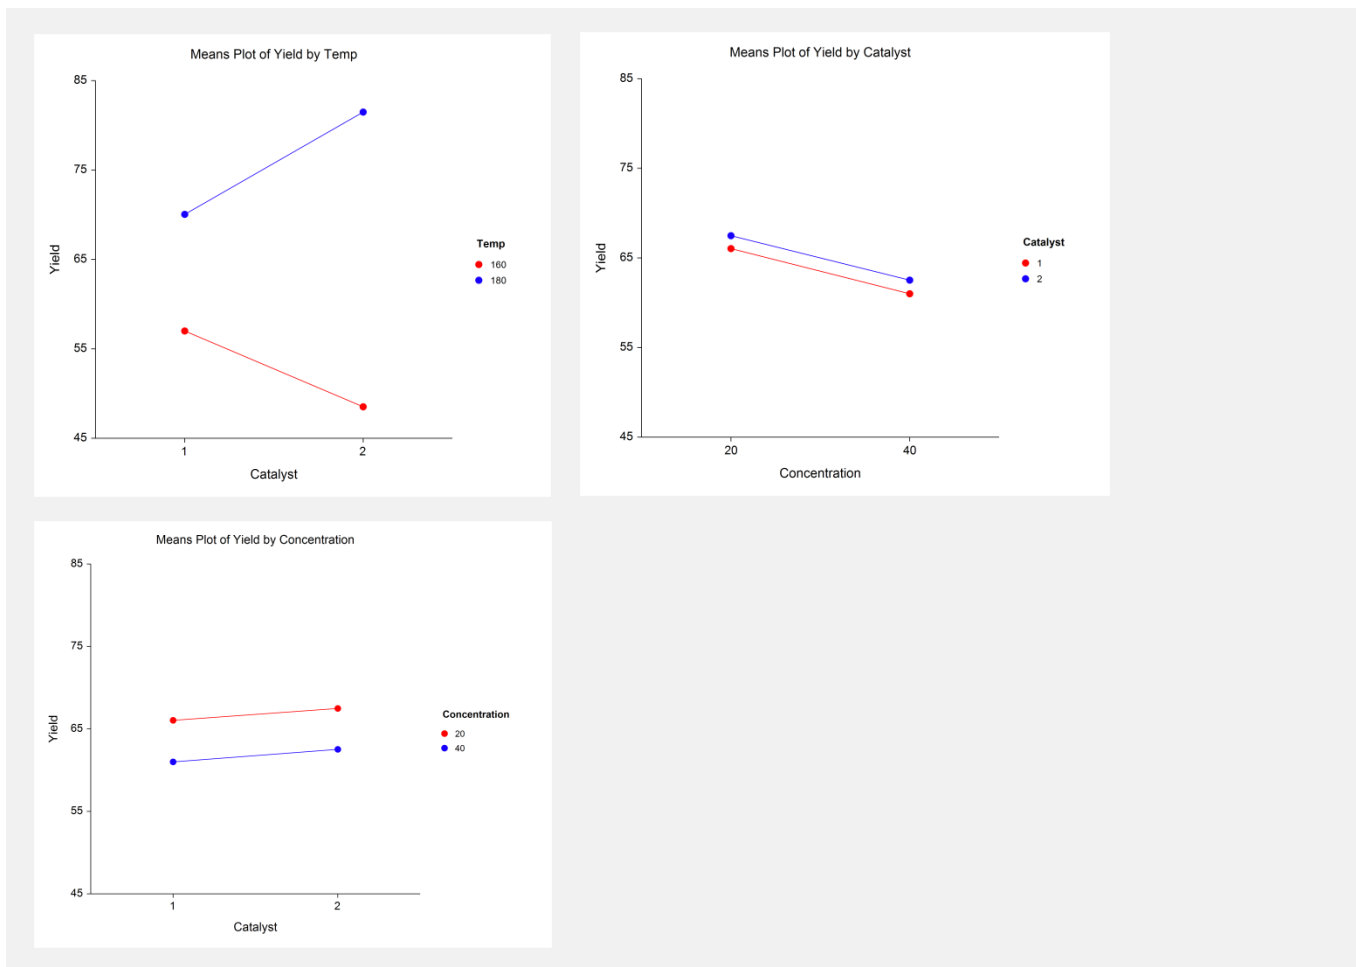 Means Plot of Yield by Temp
85
75
65
55
45
Yield
1
2
Catalyst
Temp
160
180
Means Plot of Yield by Catalyst
85
75
65
55
45
Yield
20
40
Concentration
Catalyst
1
2
Means Plot of Yield by Concentration
85
75
65
55
45
Yield
1
2
Catalyst
Concentration
20
40